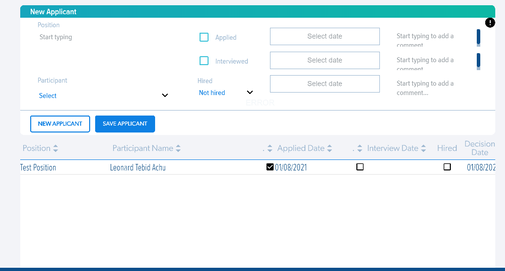 New Applicant
Position
Start typing
Applied
Select date
Start typing to add a comment...
Interviewed
Select date
Start typing to add a comment...
Participant
Select
Hired
Not hired
Select date
Start typing to add a comment...
NEW APPLICANT
SAVE APPLICANT
Position Participant Name . Applied Date . Interview Date Hired Decision Date
Test Position Leonard Tebid Achu 01/08/2021 01/08/202